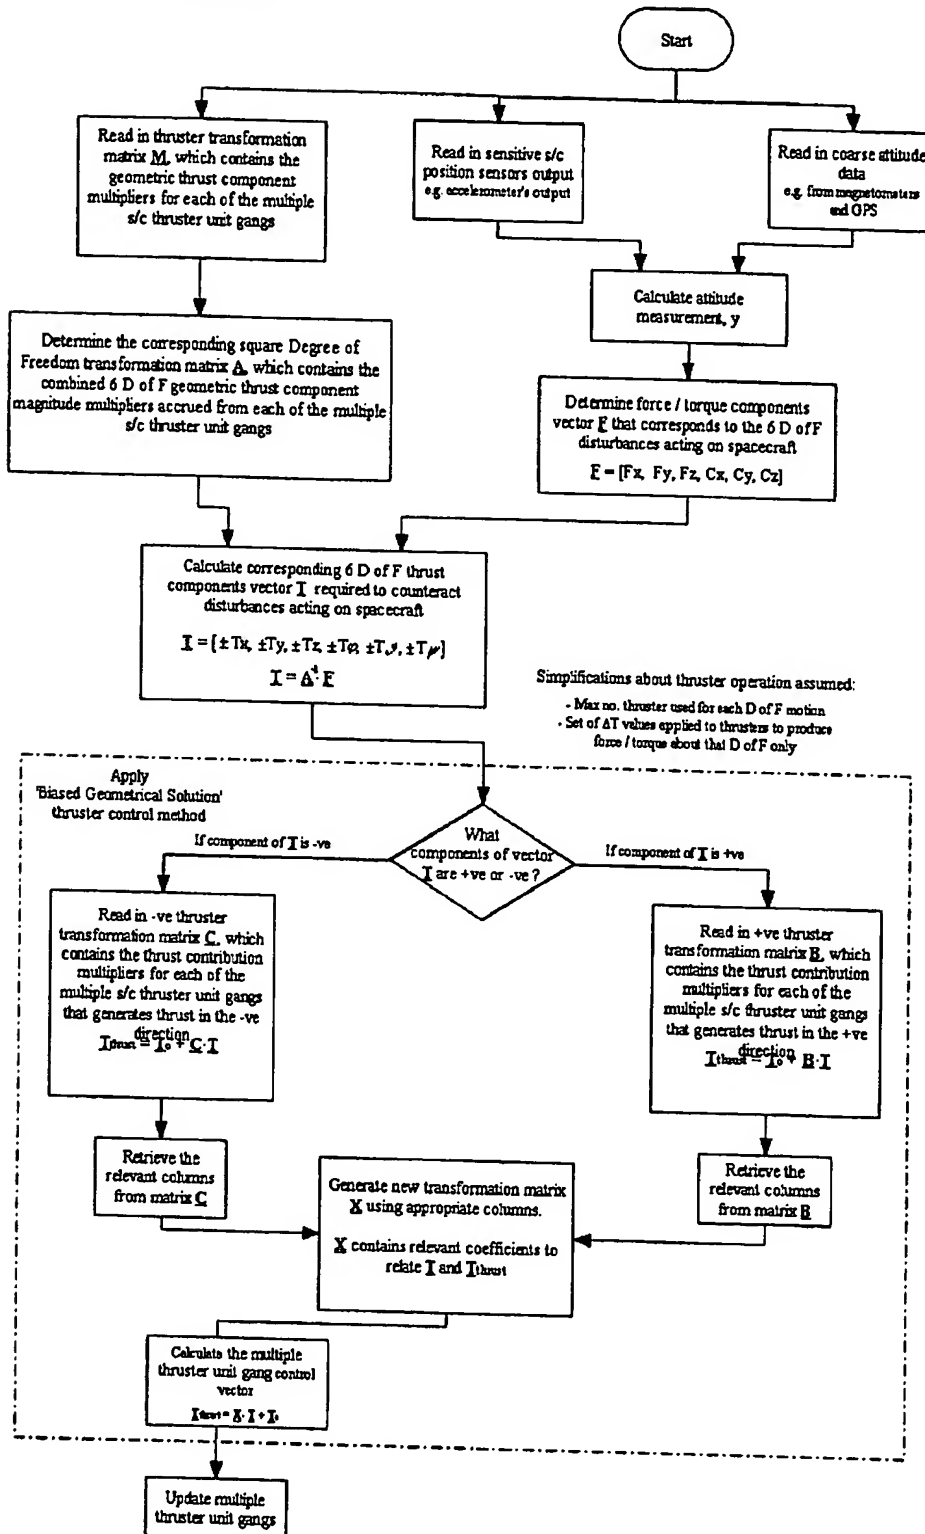 Start
Read in thruster transformation
matrix M, which contains the
geometric thrust component
multipliers for each of the multiple
s/c thruster unit gangs
Read in sensitive s/c
position sensors output
e.g. accelerometer's output
Read in coarse attitude
data
e.g. from magnetometers
and GPS
Calculate attitude
measurement, y
Determine the corresponding square Degree of
Freedom transformation matrix A, which contains the
combined 6 D of F geometric thrust component
magnitude multipliers accrued from each of the multiple
s/c thruster unit gangs
Determine force / torque components
vector F that corresponds to the 6 D of F
disturbances acting on spacecraft
F = [Fx, Fy, Fz, Cx, Cy, Cz]
Calculate corresponding 6 D of F thrust
components vector T required to counteract
disturbances acting on spacecraft
T = [±Tx, ±Ty, ±Tz, ±Tφ, ±T
T = A
· F
Simplifications about thruster operation assumed:
- Max no. thruster used for each D of F motion
- Set of ΔT values applied to thrusters to produce
force / torque about that D of F only
Apply
'Biased Geometrical Solution'
thruster control method
What
components of vector
T are +ve or -ve ?
If component of T is -ve
If component of T is +ve
Read in -ve thruster
transformation matrix C, which
contains the thrust contribution
multipliers for each of the
multiple s/c thruster unit gangs
that generates thrust in the -ve
direction
Tthrust = To + C·T
Read in +ve thruster
transformation matrix B, which
contains the thrust contribution
multipliers for each of the
multiple s/c thruster unit gangs
that generates thrust in the +ve
direction
Tthrust = To + B·T
Retrieve the
relevant columns
from matrix C
Generate new transformation matrix
X using appropriate columns.
X contains relevant coefficients to
relate T and Tthrust
Retrieve the
relevant columns
from matrix B
Calculate the multiple
thruster unit gang control
vector
Tthrust = X· T + To
Update multiple
thruster unit gangs